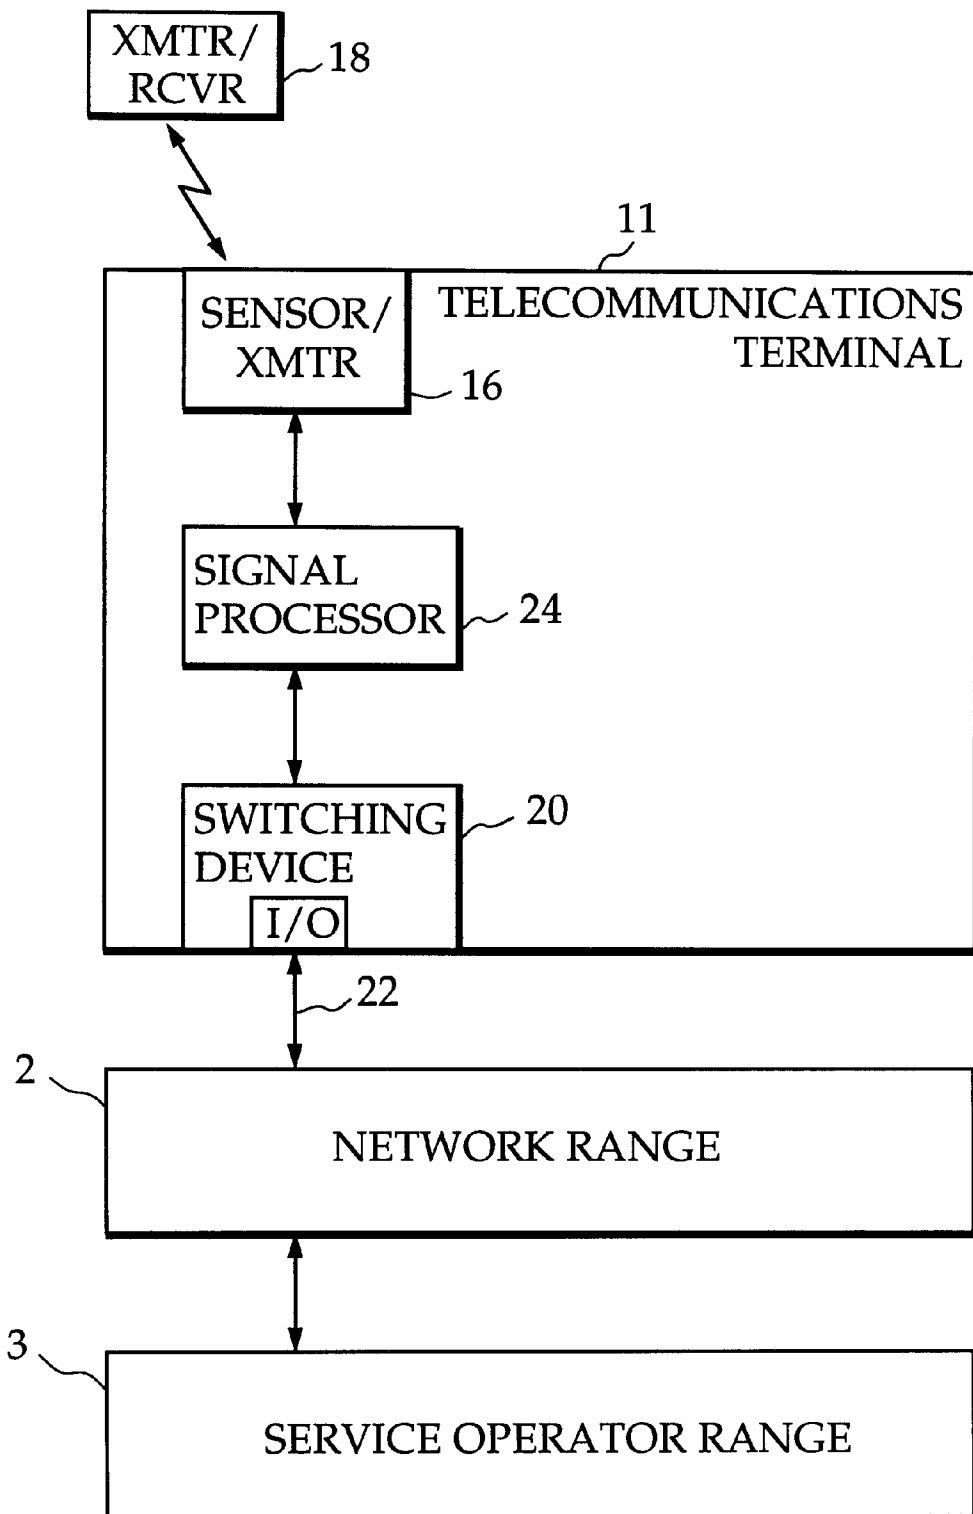 XMTR/
RCVR
18
11
TELECOMMUNICATIONS
TERMINAL
SENSOR/
XMTR
16
SIGNAL
PROCESSOR
24
SWITCHING
DEVICE
20
I/O
22
2
NETWORK RANGE
3
SERVICE OPERATOR RANGE